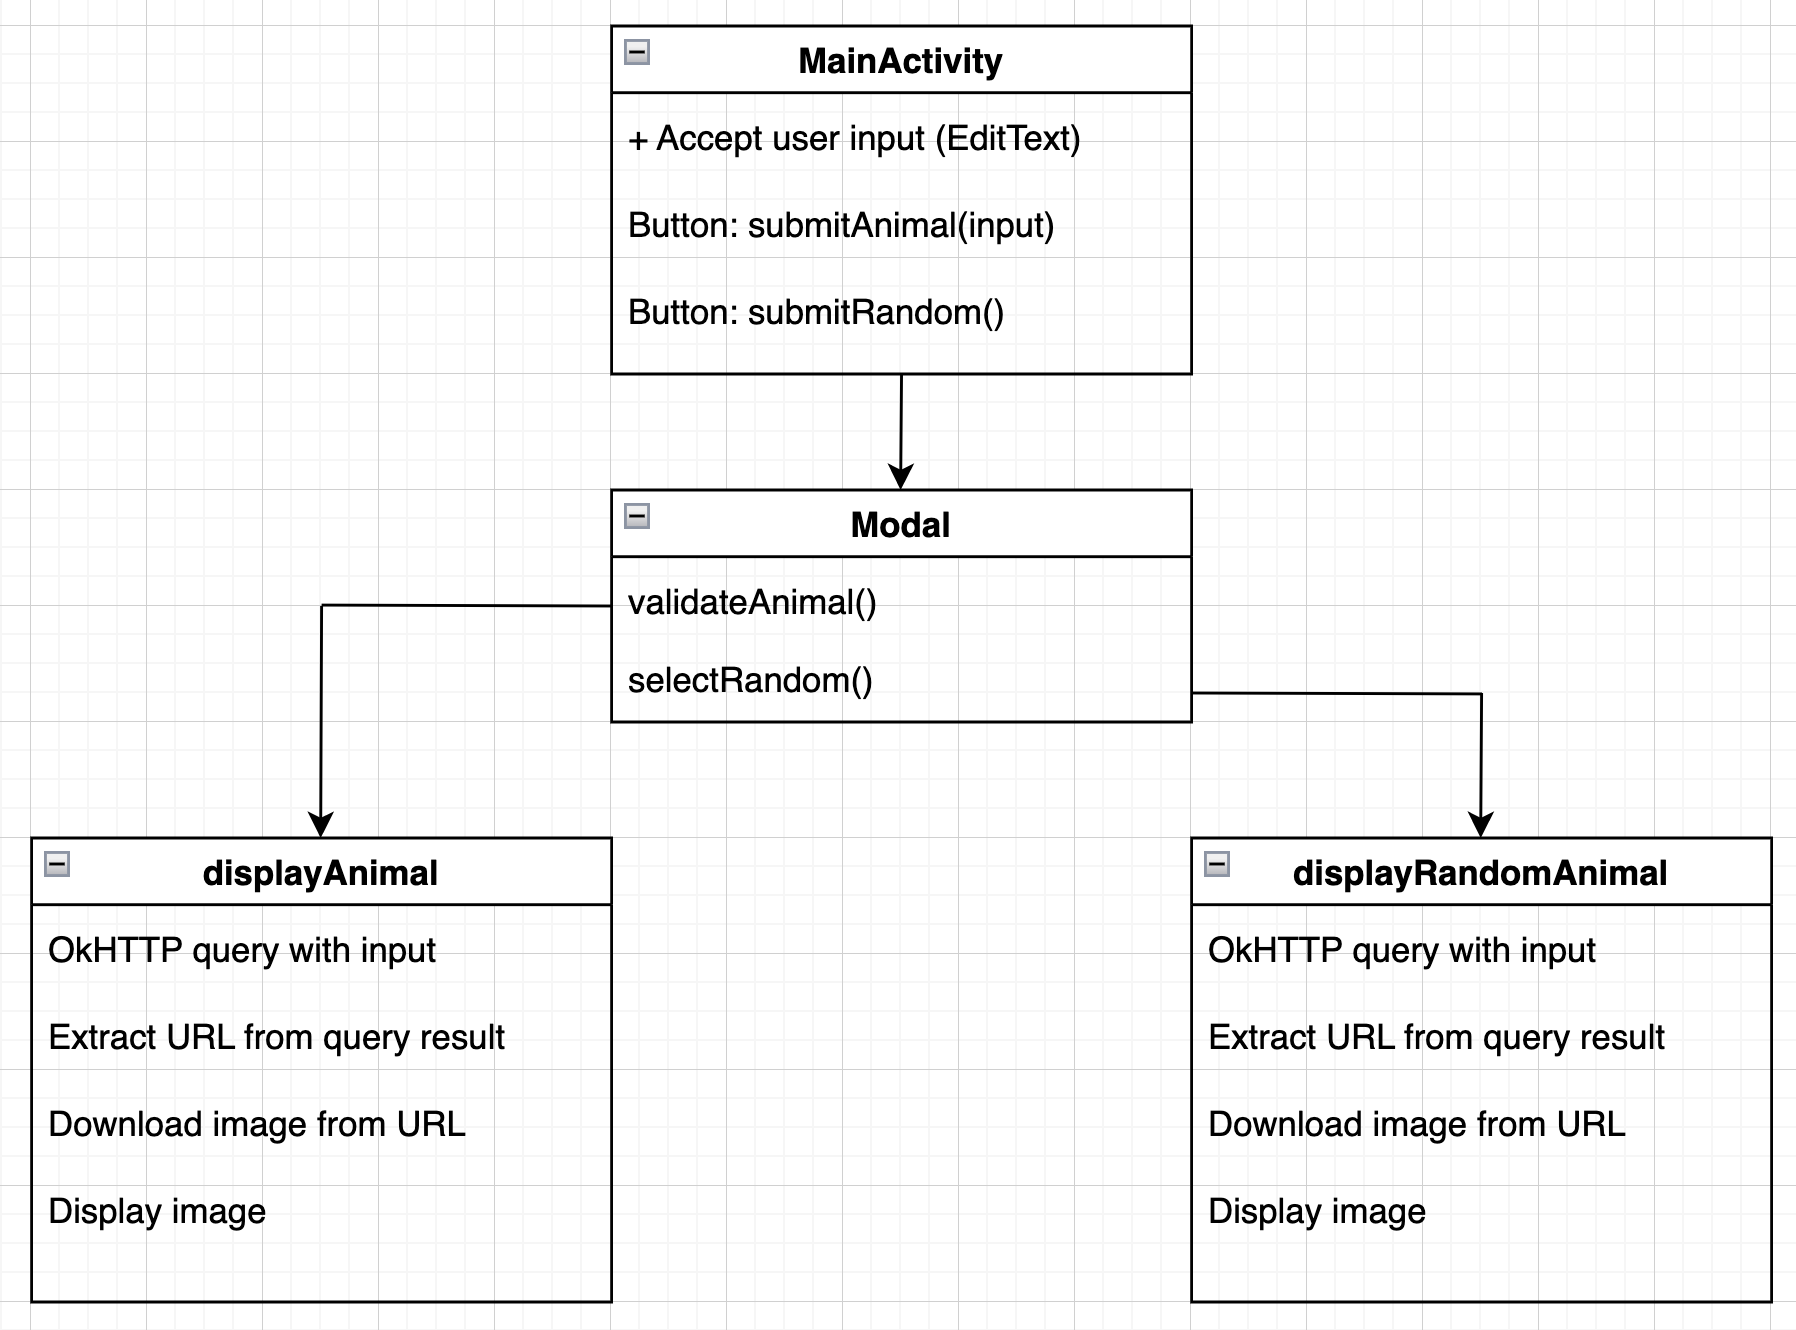 MainActivity
+ Accept user input (EditText)
Button: submitAnimal(input)
Button: submitRandom()
Modal
validateAnimal()
selectRandom()
displayAnimal
OkHTTP query with input
Extract URL from query result
Download image from URL
Display image
displayRandomAnimal
OkHTTP query with input
Extract URL from query result
Download image from URL
Display image